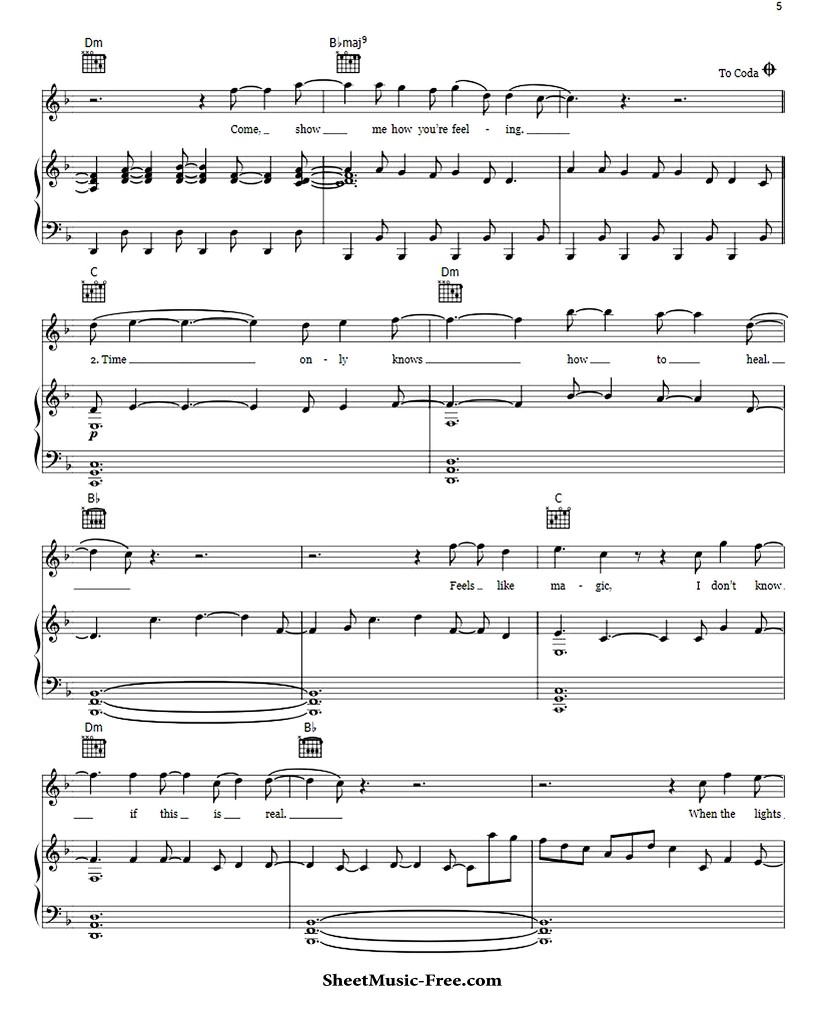 5
Dm B♭maj9
To Coda
Come, show me how you're feel - ing.
C Dm
2. Time on - ly knows how to heal.
p
B♭ C
Feels like ma - gic, I don't know
Dm B♭
if this is real. When the lights
SheetMusic-Free.com